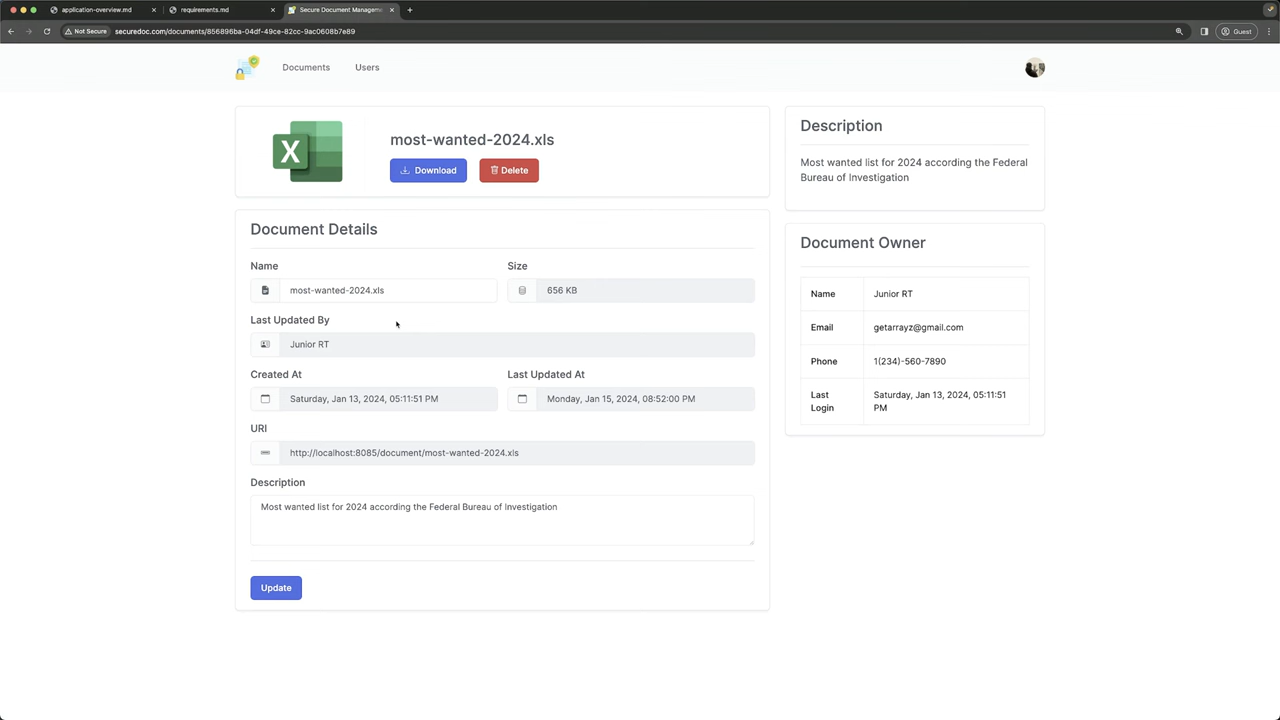 application-overview.md
requirements.md
Secure Document Managem
Not Secure
securedoc.com/documents/856896ba-04df-49ce-82cc-9ac0608b7e89
Guest
Documents
Users
X
most-wanted-2024.xls
Download
Delete
Document Details
Name
Size
most-wanted-2024.xls
656 KB
Last Updated By
Junior RT
Created At
Last Updated At
Saturday, Jan 13, 2024, 05:11:51 PM
Monday, Jan 15, 2024, 08:52:00 PM
URI
http://localhost:8085/document/most-wanted-2024.xls
Description
Most wanted list for 2024 according the Federal Bureau of Investigation
Update
Description
Most wanted list for 2024 according the Federal
Bureau of Investigation
Document Owner
Name
Junior RT
Email
getarrayz@gmail.com
Phone
1(234)-560-7890
Last
Login
Saturday, Jan 13, 2024, 05:11:51
PM